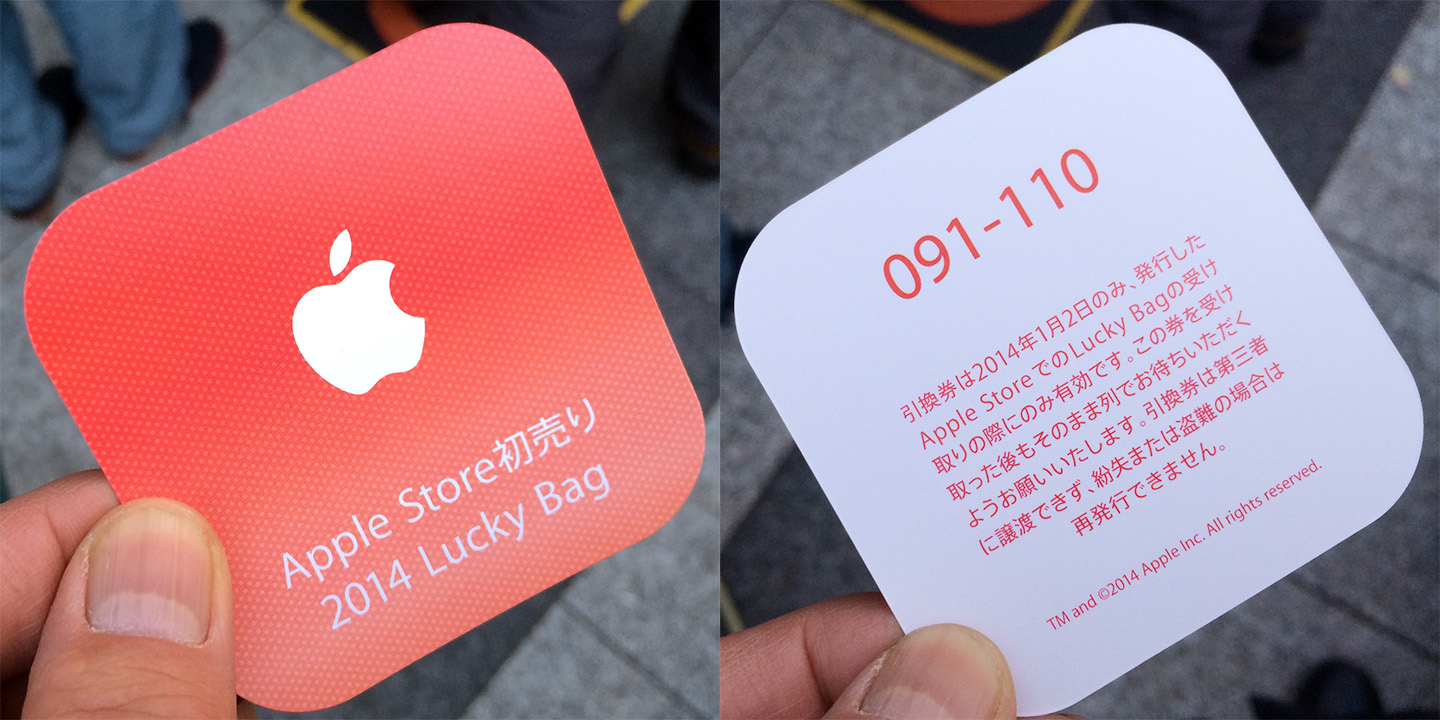 Apple Store初売り
2014 Lucky Bag
091-110
引換券は2014年1月2日のみ、発行した
Apple StoreでのLucky Bagの受け
取りの際にのみ有効です。この券を受け
取った後もそのまま列でお待ちいただく
ようお願いいたします。引換券は第三者
に譲渡できず、紛失または盗難の場合は
再発行できません。
TM and ©2014 Apple Inc. All rights reserved.